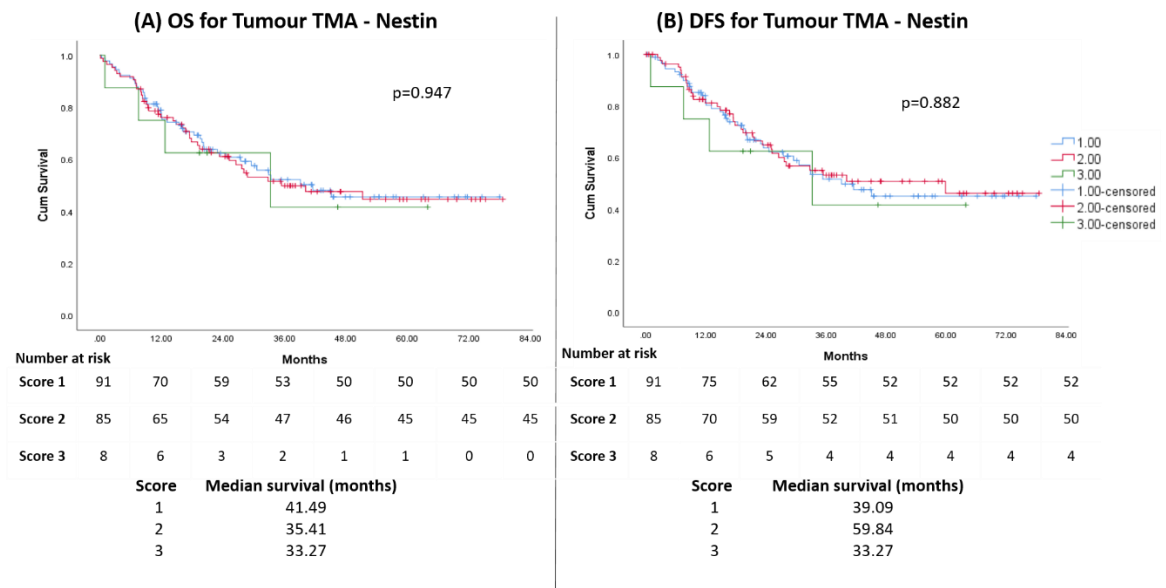 (A) OS for Tumour TMA - Nestin
p=0.947
Cum Survival
1.0
0.8
0.6
0.4
0.2
0.0
.00 12.00 24.00 36.00 48.00 60.00 72.00 84.00
Months
Number at risk
Score 1 91 70 59 53 50 50 50 50
Score 2 85 65 54 47 46 45 45 45
Score 3 8 6 3 2 1 1 0 0
Score Median survival (months)
1 41.49
2 35.41
3 33.27
(B) DFS for Tumour TMA - Nestin
p=0.882
Cum Survival
1.0
0.8
0.6
0.4
0.2
0.0
.00 12.00 24.00 36.00 48.00 60.00 72.00 84.00
Months
1.00
2.00
3.00
1.00-censored
2.00-censored
3.00-censored
Number at risk
Score 1 91 75 62 55 52 52 52 52
Score 2 85 70 59 52 51 50 50 50
Score 3 8 6 5 4 4 4 4 4
Score Median survival (months)
1 39.09
2 59.84
3 33.27